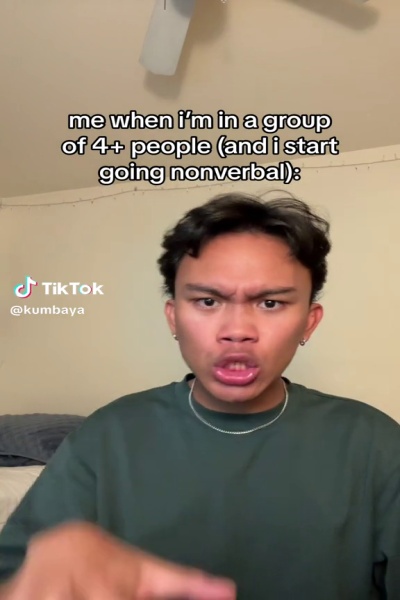 me when i'm in a group
of 4+ people (and i start
going nonverbal):
TikTok
@kumbaya